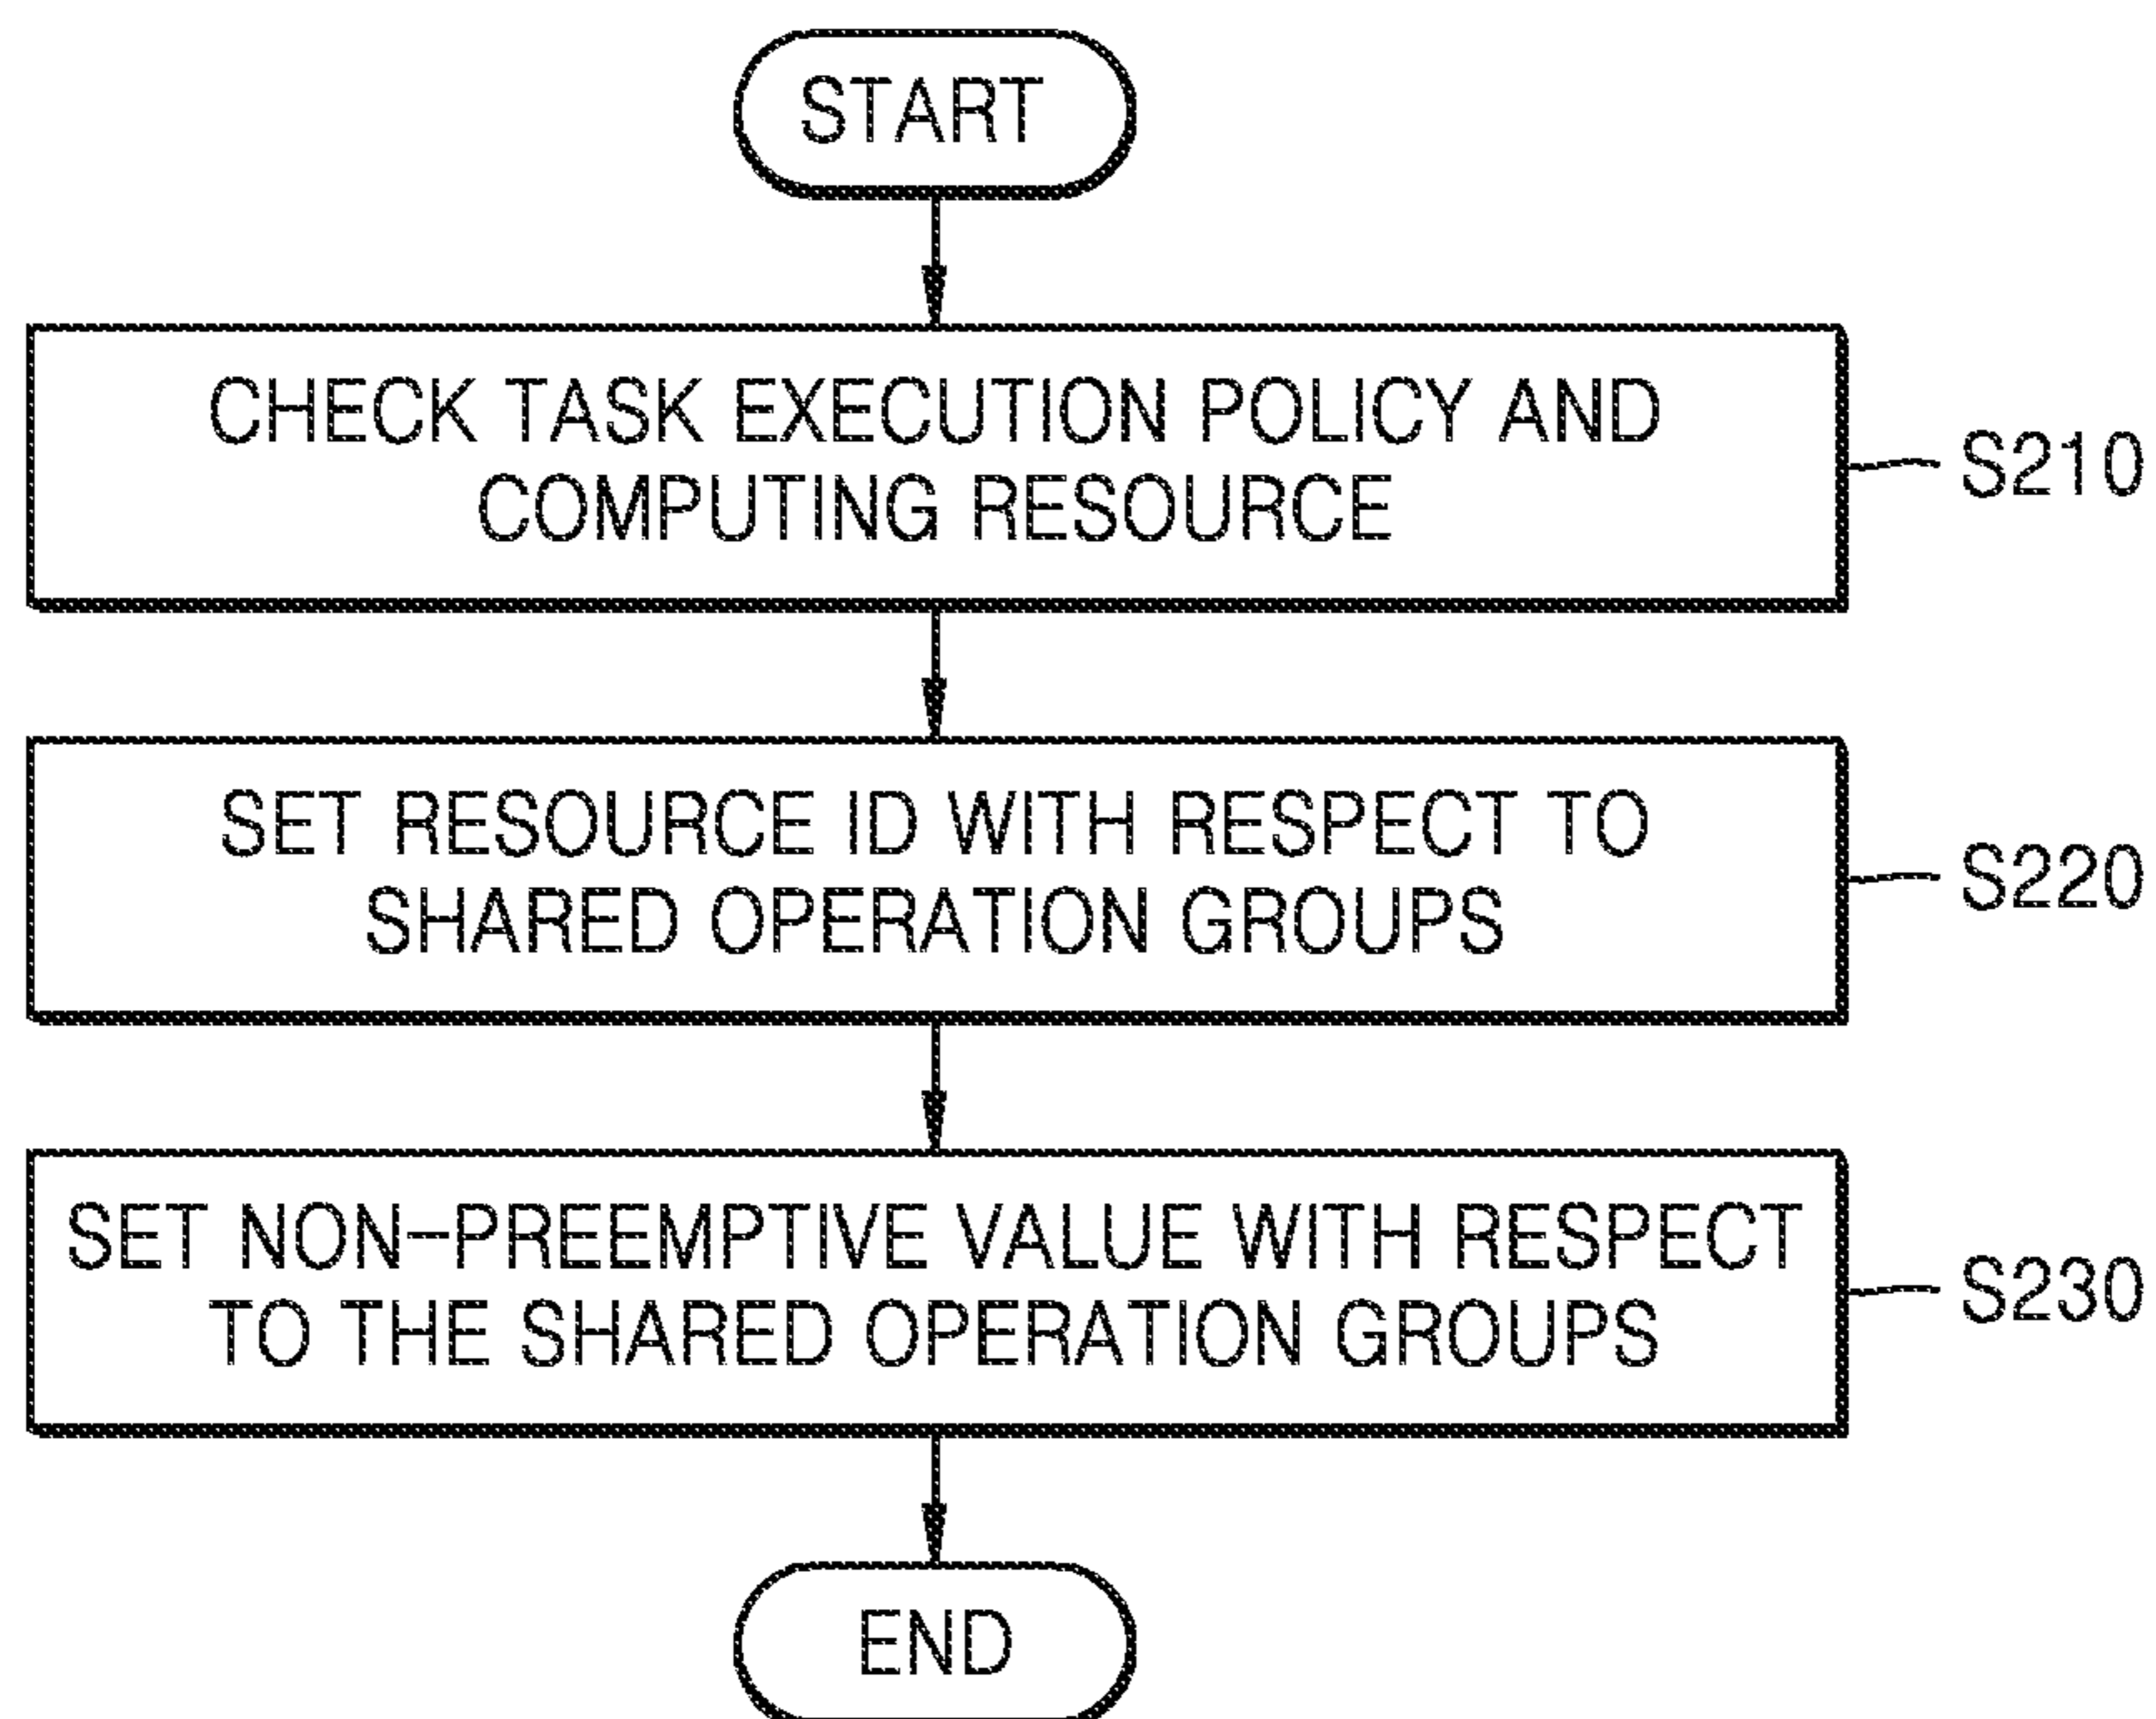 START
CHECK TASK EXECUTION POLICY AND
COMPUTING RESOURCE
S210
SET RESOURCE ID WITH RESPECT TO
SHARED OPERATION GROUPS
S220
SET NON-PREEMPTIVE VALUE WITH RESPECT
TO THE SHARED OPERATION GROUPS
S230
END